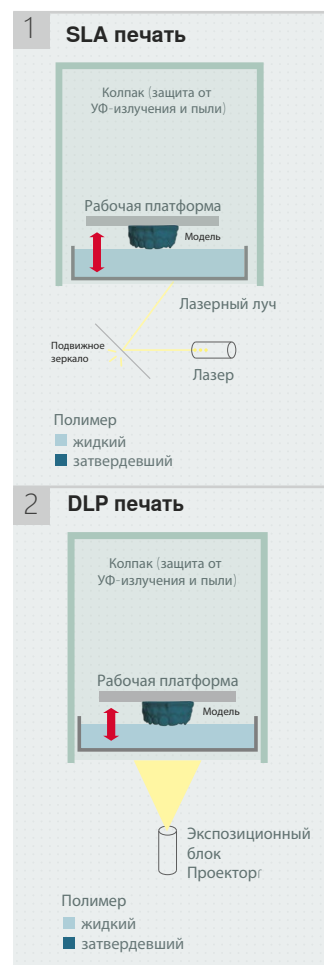 1
SLA печать
Колпак (защита от
УФ-излучения и пыли)
Рабочая платформа
Модель
Лазерный луч
Подвижное
зеркало
Лазер
Полимер
жидкий
затвердевший
2
DLP печать
Колпак (защита от
УФ-излучения и пыли)
Рабочая платформа
Модель
Экспозиционный
блок
Проекторг
Полимер
жидкий
затвердевший